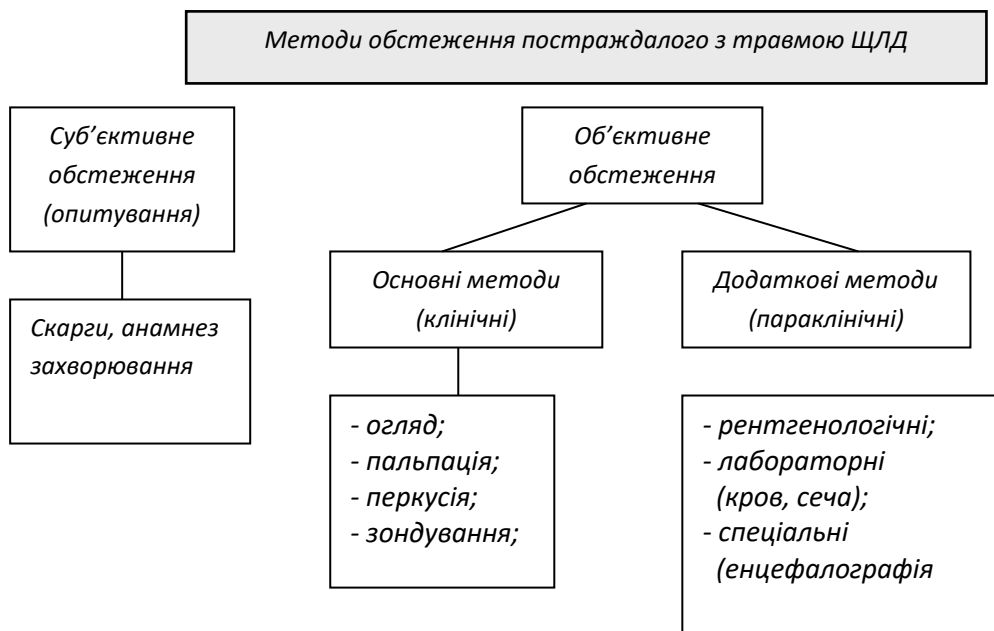 Методи обстеження постраждалого з травмою ЩЛД
Суб’єктивне
обстеження
(опитування)
Об’єктивне
обстеження
Основні методи
(клінічні)
Додаткові методи
(параклінічні)
Скарги, анамнез
захворювання
- огляд;
- пальпація;
- перкусія;
- зондування;
- рентгенологічні;
- лабораторні
(кров, сеча);
- спеціальні
(енцефалографія